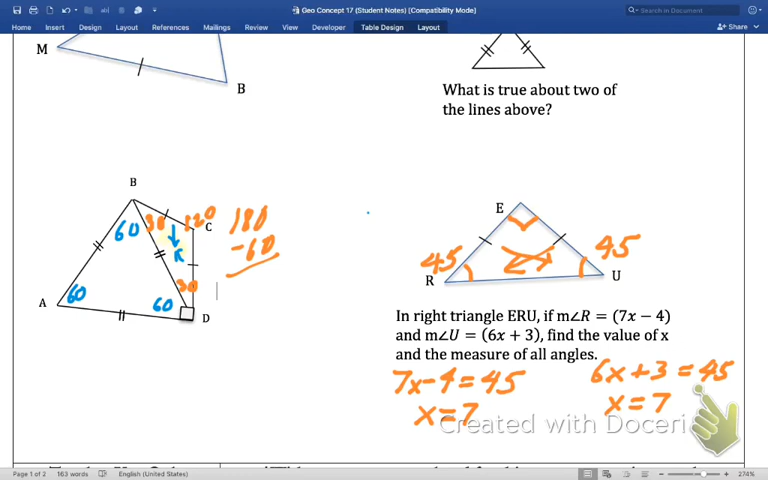 Geo Concept 17 (Student Notes) [Compatibility Mode]
Search in Document
Home Insert Design Layout References Mailings Review View Developer Table Design Layout
Share
M
B
What is true about two of
the lines above?
B
C
A
D
60
60
60
30
30
120
180
-60
E
R
U
45
45
In right triangle ERU, if m∠R = (7x − 4)
and m∠U = (6x + 3), find the value of x
and the measure of all angles.
7x-4=45
x=7
6x+3=45
x=7
Created with Doceri
Page 1 of 2 163 words English (United States) 274%